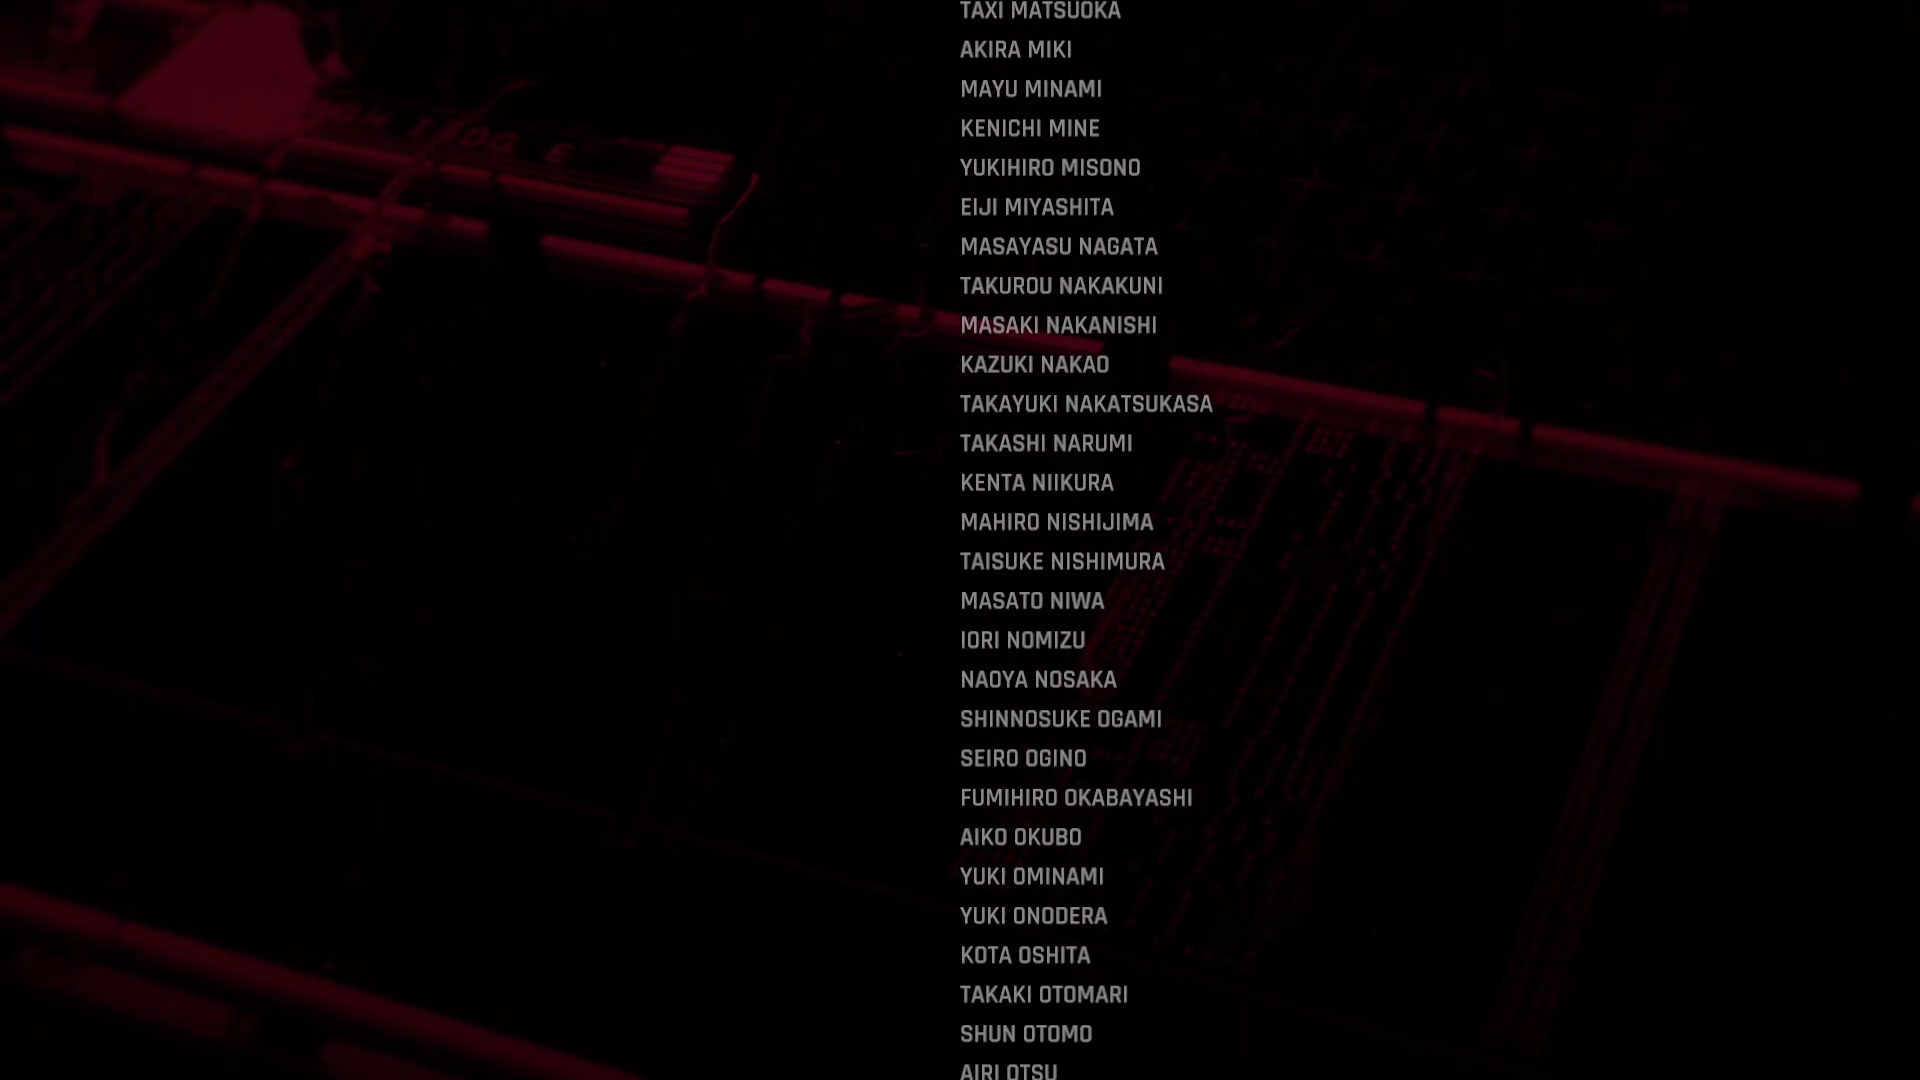 TAXI MATSUOKA
AKIRA MIKI
MAYU MINAMI
KENICHI MINE
YUKIHIRO MISONO
EIJI MIYASHITA
MASAYASU NAGATA
TAKUROU NAKAKUNI
MASAKI NAKANISHI
KAZUKI NAKAO
TAKAYUKI NAKATSUKASA
TAKASHI NARUMI
KENTA NIIKURA
MAHIRO NISHIJIMA
TAISUKE NISHIMURA
MASATO NIWA
IORI NOMIZU
NAOYA NOSAKA
SHINNOSUKE OGAMI
SEIRO OGINO
FUMIHIRO OKABAYASHI
AIKO OKUBO
YUKI OMINAMI
YUKI ONODERA
KOTA OSHITA
TAKAKI OTOMARI
SHUN OTOMO
AIRI OTSU